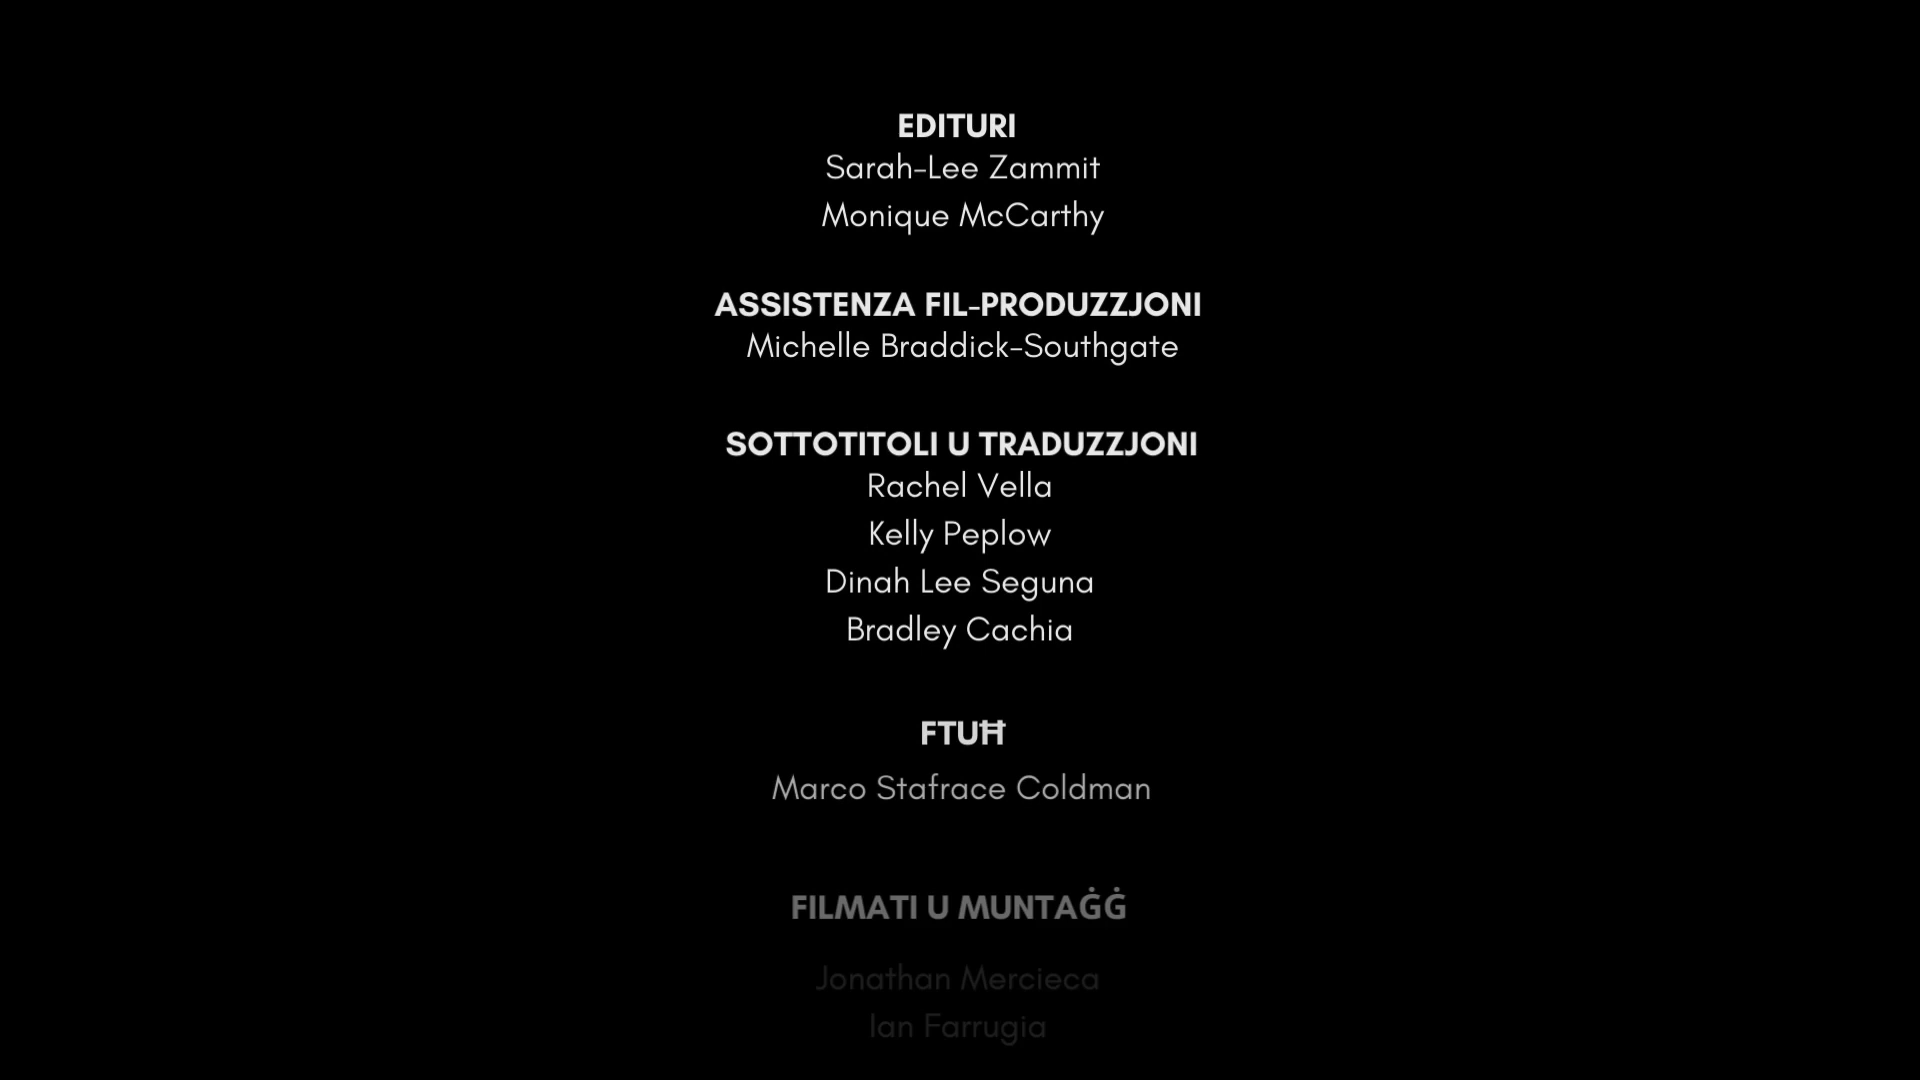 EDITURI
Sarah-Lee Zammit
Monique McCarthy
ASSISTENZA FIL-PRODUZZJONI
Michelle Braddick-Southgate
SOTTOTITOLI U TRADUZZJONI
Rachel Vella
Kelly Peplow
Dinah Lee Seguna
Bradley Cachia
FTUĦ
Marco Stafrace Coldman
FILMATI U MUNTAĠĠ
Jonathan Mercieca
Ian Farrugia